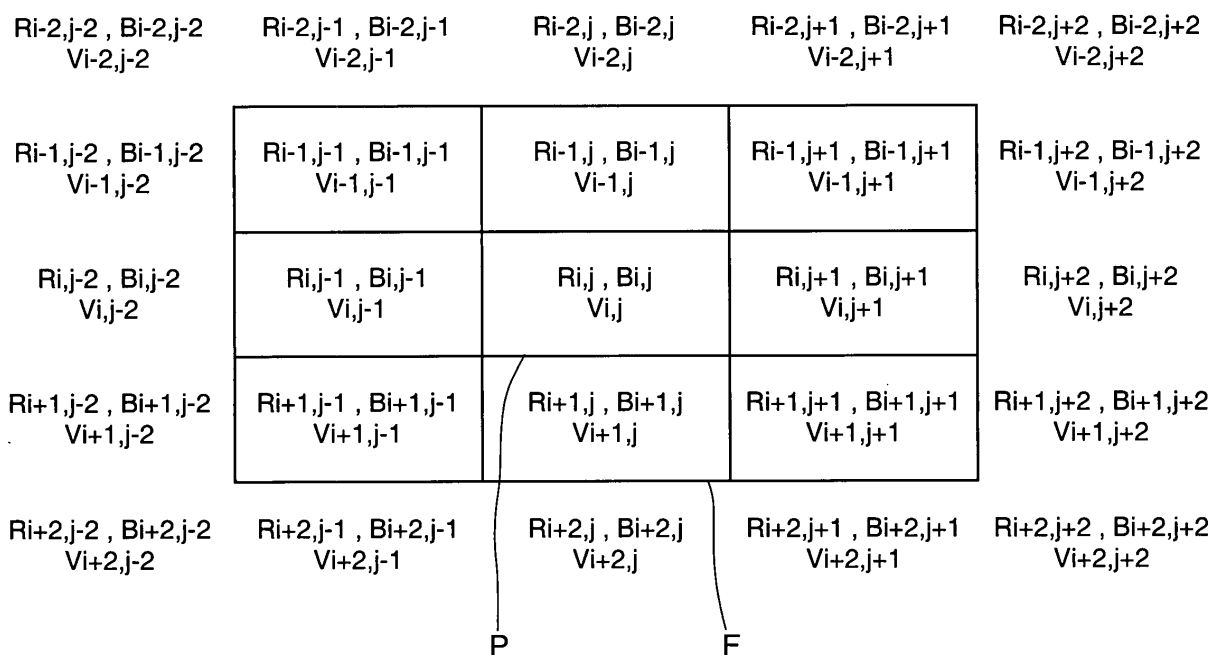 Ri-2,j-2 , Bi-2,j-2 Ri-2,j-1 , Bi-2,j-1 Ri-2,j , Bi-2,j Ri-2,j+1 , Bi-2,j+1 Ri-2,j+2 , Bi-2,j+2
Vi-2,j-2 Vi-2,j-1 Vi-2,j Vi-2,j+1 Vi-2,j+2
Ri-1,j-2 , Bi-1,j-2 Ri-1,j-1 , Bi-1,j-1 Ri-1,j , Bi-1,j Ri-1,j+1 , Bi-1,j+1 Ri-1,j+2 , Bi-1,j+2
Vi-1,j-2 Vi-1,j-1 Vi-1,j Vi-1,j+1 Vi-1,j+2
Ri,j-2 , Bi,j-2 Ri,j-1 , Bi,j-1 Ri,j , Bi,j Ri,j+1 , Bi,j+1 Ri,j+2 , Bi,j+2
Vi,j-2 Vi,j-1 Vi,j Vi,j+1 Vi,j+2
Ri+1,j-2 , Bi+1,j-2 Ri+1,j-1 , Bi+1,j-1 Ri+1,j , Bi+1,j Ri+1,j+1 , Bi+1,j+1 Ri+1,j+2 , Bi+1,j+2
Vi+1,j-2 Vi+1,j-1 Vi+1,j Vi+1,j+1 Vi+1,j+2
Ri+2,j-2 , Bi+2,j-2 Ri+2,j-1 , Bi+2,j-1 Ri+2,j , Bi+2,j Ri+2,j+1 , Bi+2,j+1 Ri+2,j+2 , Bi+2,j+2
Vi+2,j-2 Vi+2,j-1 Vi+2,j Vi+2,j+1 Vi+2,j+2
P F